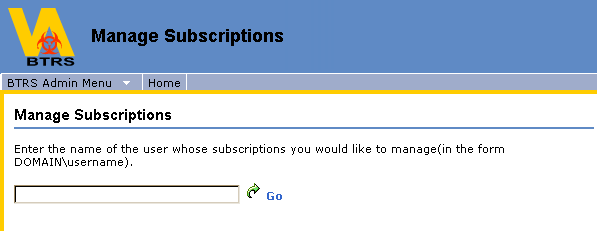 VA
BTRS
Manage Subscriptions
BTRS Admin Menu
Home
Manage Subscriptions
Enter the name of the user whose subscriptions you would like to manage(in the form
DOMAIN\username).
Go